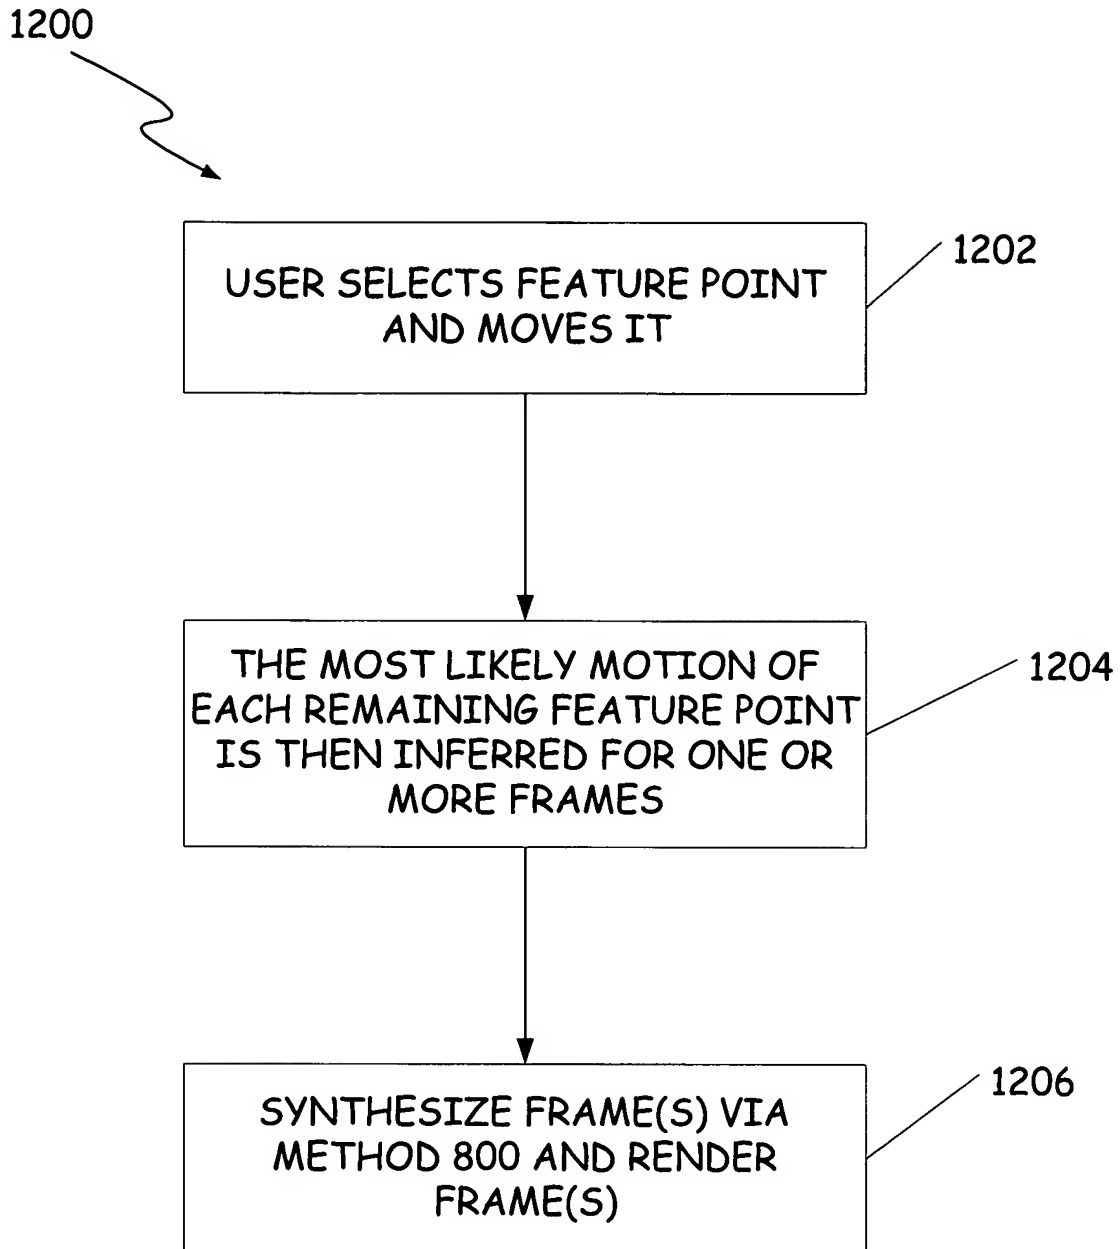 1200
USER SELECTS FEATURE POINT
AND MOVES IT
1202
THE MOST LIKELY MOTION OF
EACH REMAINING FEATURE POINT
IS THEN INFERRED FOR ONE OR
MORE FRAMES
1204
SYNTHESIZE FRAME(S) VIA
METHOD 800 AND RENDER
FRAME(S)
1206